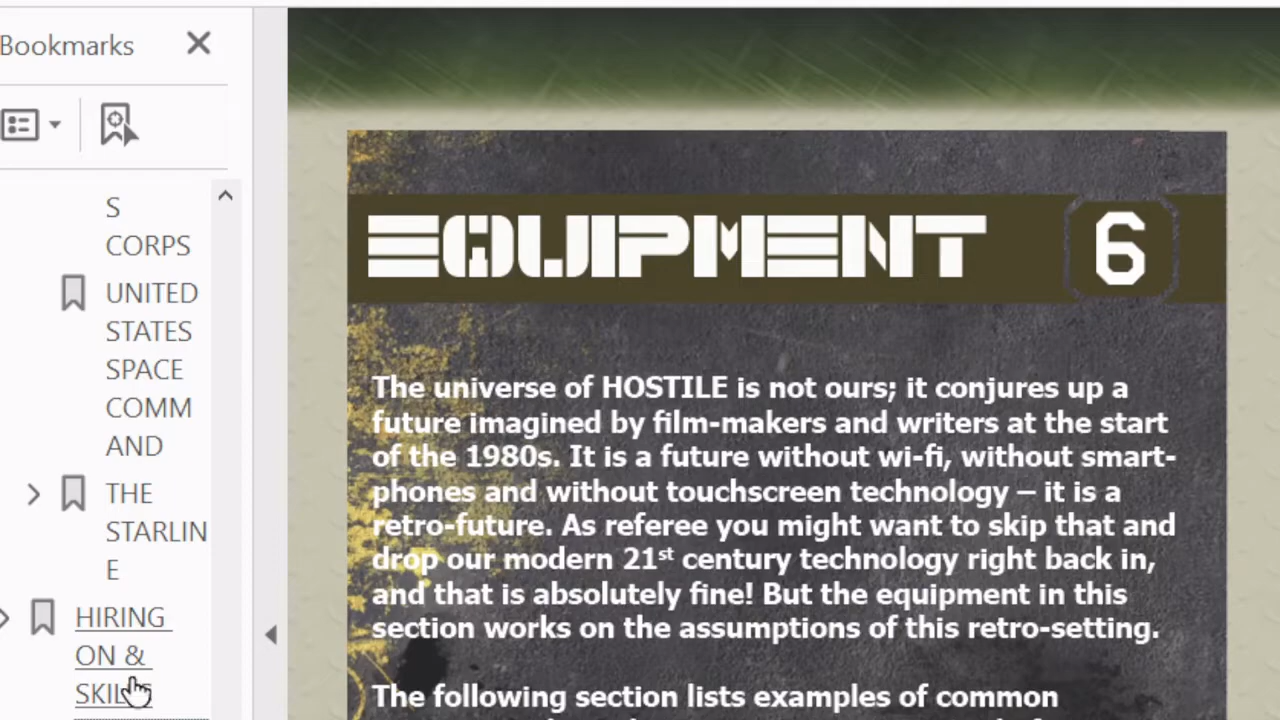 Bookmarks
S
CORPS
UNITED
STATES
SPACE
COMM
AND
THE
STARLIN
E
HIRING
ON &
EQUIPMENT 6
The universe of HOSTILE is not ours; it conjures up a
future imagined by film-makers and writers at the start
of the 1980s. It is a future without wi-fi, without smart-
phones and without touchscreen technology – it is a
retro-future. As referee you might want to skip that and
drop our modern 21st century technology right back in,
and that is absolutely fine! But the equipment in this
section works on the assumptions of this retro-setting.
The following section lists examples of common